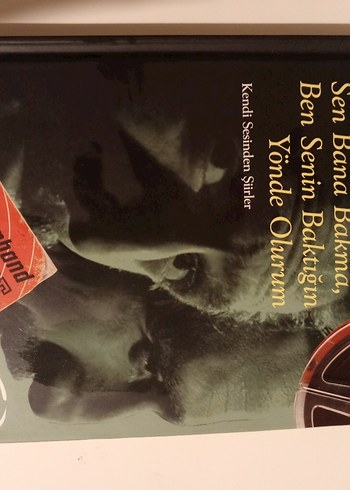 Sen Bana Bakma,
Ben Senin Baktığın
Yönde Olurum
Kendi Sesinden Şiirler